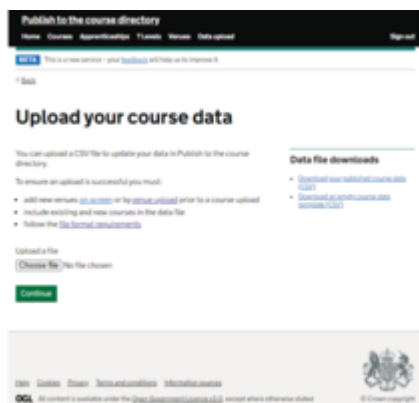 Publish to the course directory
Home Courses Apprenticeships T Levels Venues Data upload Sign out
BETA This is a new service - your feedback will help us to improve it.
< Back
Upload your course data
You can upload a CSV file to update your data in Publish to the course
directory.
To ensure an upload is successful you must:
• add new venues on screen or by venue upload prior to a course upload
• include existing and new courses in the data file
• follow the file format requirements
Upload a file
Choose file No file chosen
Continue
Data file downloads
• Download your published course data
(CSV)
• Download an empty course data
template (CSV)
Help Cookies Privacy Terms and conditions Information sources
OGL All content is available under the Open Government Licence v3.0, except where otherwise stated
© Crown copyright